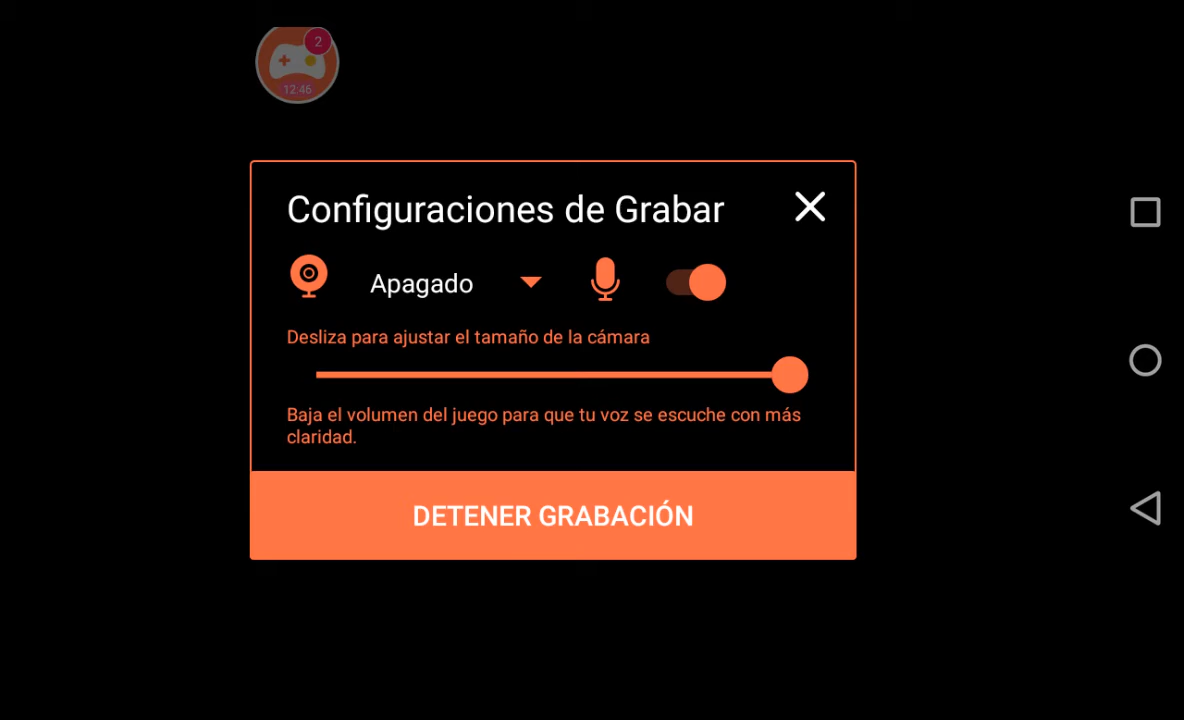 2
12:46
Configuraciones de Grabar
Apagado
Desliza para ajustar el tamaño de la cámara
Baja el volumen del juego para que tu voz se escuche con más
claridad.
DETENER GRABACIÓN